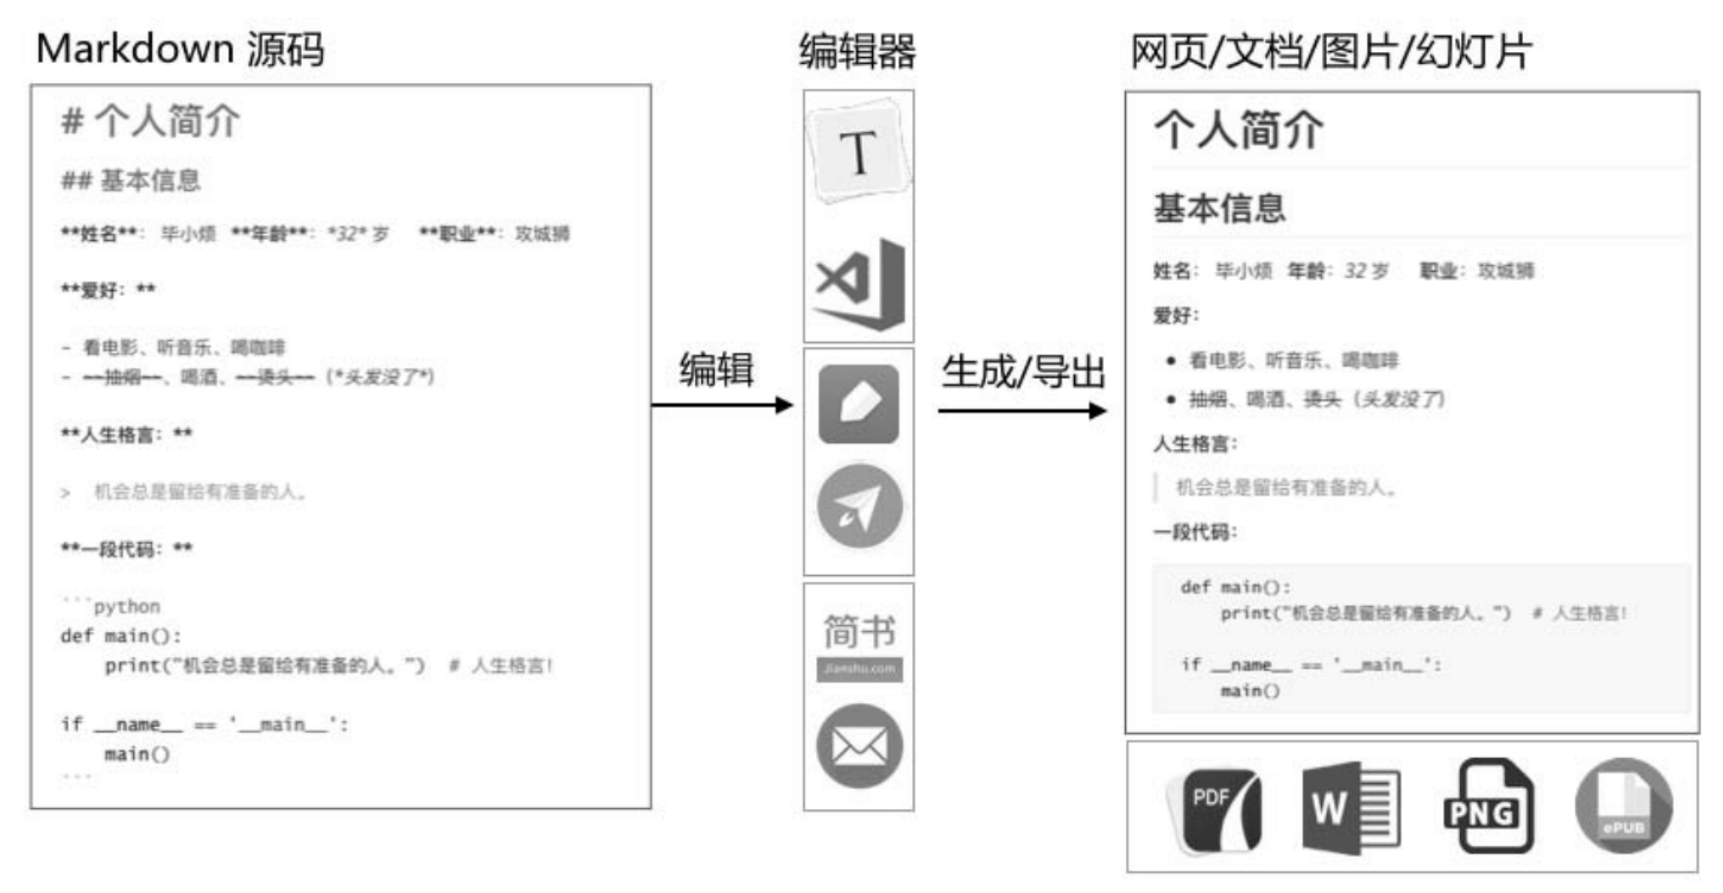 Markdown 源码
# 个人简介
## 基本信息
**姓名**： 毕小烦 **年龄**：*32* 岁 **职业**：攻城狮
**爱好：**
- 看电影、听音乐、喝咖啡
- ~~抽烟~~、喝酒、~~烫头~~（*头发没了*）
**人生格言：**
> 机会总是留给有准备的人。
**一段代码：**
```python
def main():
    print("机会总是留给有准备的人。")  # 人生格言!
if __name__ == '__main__':
    main()
```
编辑
编辑器
T
简书
Jianshu.com
生成/导出
网页/文档/图片/幻灯片
个人简介
基本信息
姓名： 毕小烦 年龄：32 岁 职业：攻城狮
爱好：
• 看电影、听音乐、喝咖啡
• 抽烟、喝酒、烫头（头发没了）
人生格言：
机会总是留给有准备的人。
一段代码：
def main():
    print("机会总是留给有准备的人。")  # 人生格言!
if __name__ == '__main__':
    main()
PDF
W
PNG
ePUB